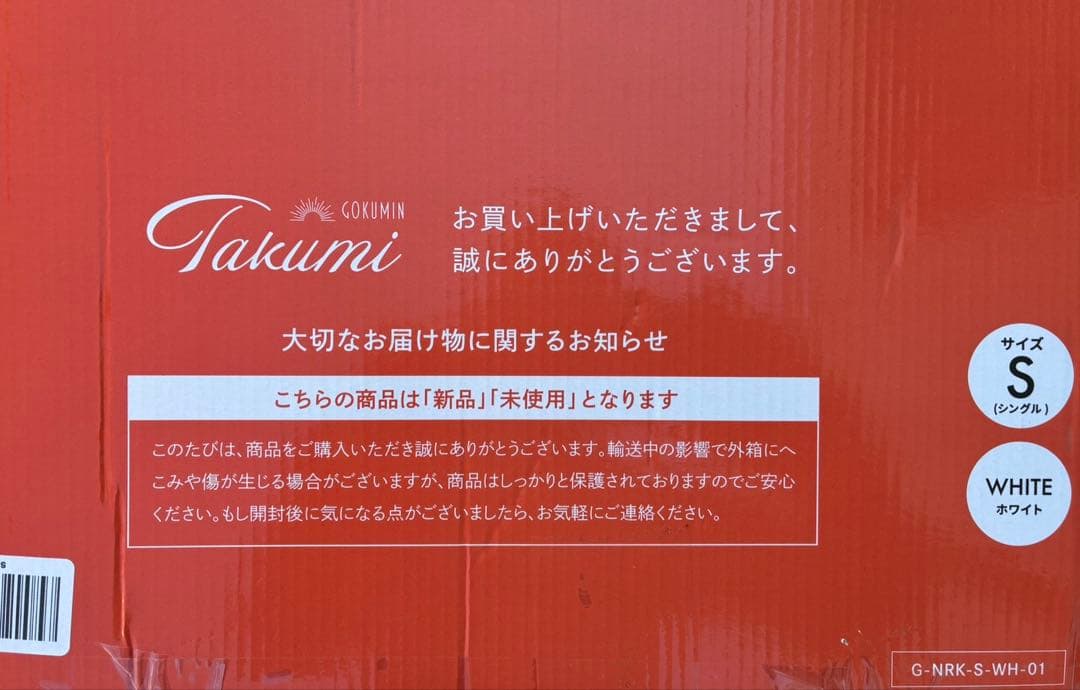 GOKUMIN
Takumi
お買い上げいただきまして、
誠にありがとうございます。
大切なお届け物に関するお知らせ
こちらの商品は「新品」「未使用」となります
このたびは、商品をご購入いただき誠にありがとうございます。輸送中の影響で外箱にへ
こみや傷が生じる場合がございますが、商品はしっかりと保護されておりますのでご安心
ください。もし開封後に気になる点がございましたら、お気軽にご連絡ください。
サイズ
S
(シングル)
WHITE
ホワイト
G-NRK-S-WH-01